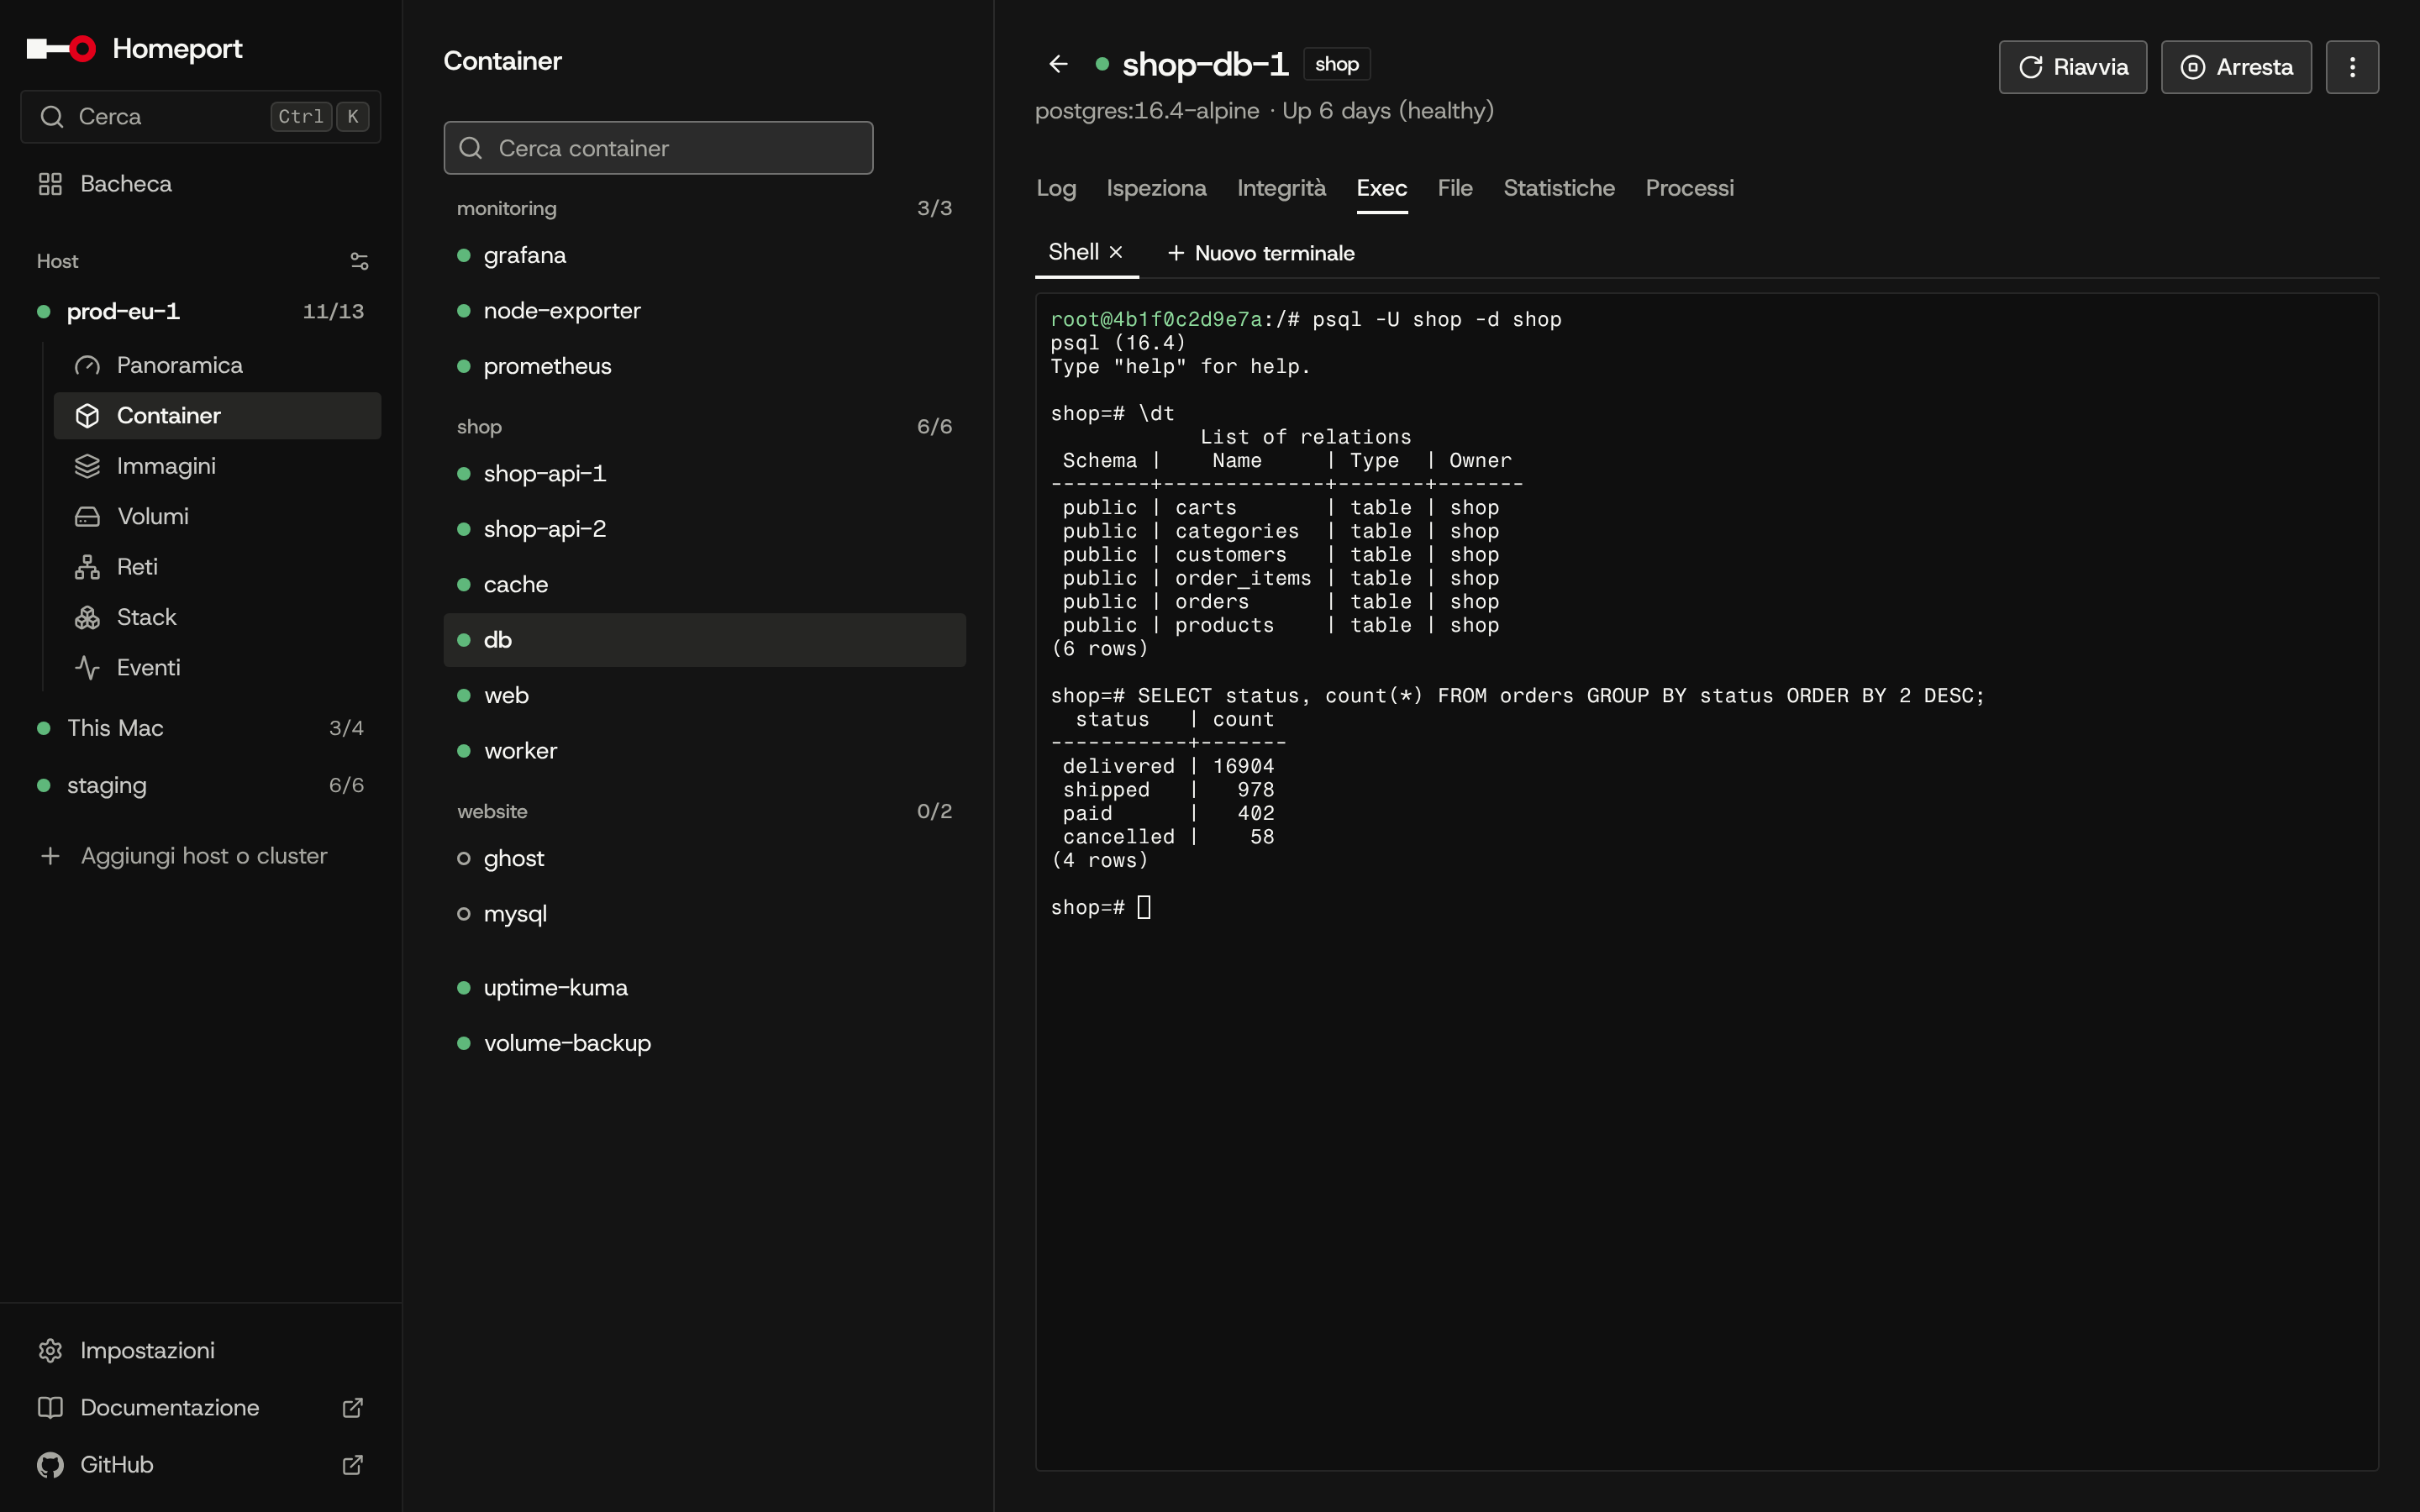 Homeport
Cerca
Ctrl K
Bacheca
Host
prod-eu-1 11/13
Panoramica
Container
Immagini
Volumi
Reti
Stack
Eventi
This Mac 3/4
staging 6/6
Aggiungi host o cluster
Impostazioni
Documentazione
GitHub
Container
Cerca container
monitoring 3/3
grafana
node-exporter
prometheus
shop 6/6
shop-api-1
shop-api-2
cache
db
web
worker
website 0/2
ghost
mysql
uptime-kuma
volume-backup
shop-db-1 shop
Riavvia Arresta
postgres:16.4-alpine · Up 6 days (healthy)
Log Ispeziona Integrità Exec File Statistiche Processi
Shell × + Nuovo terminale
root@4b1f0c2d9e7a:/# psql -U shop -d shop
psql (16.4)
Type "help" for help.
shop=# \dt
List of relations
Schema | Name | Type | Owner
--------+-------------+-------+-------
public | carts | table | shop
public | categories | table | shop
public | customers | table | shop
public | order_items | table | shop
public | orders | table | shop
public | products | table | shop
(6 rows)
shop=# SELECT status, count(*) FROM orders GROUP BY status ORDER BY 2 DESC;
status | count
-----------+-------
delivered | 16904
shipped | 978
paid | 402
cancelled | 58
(4 rows)
shop=#